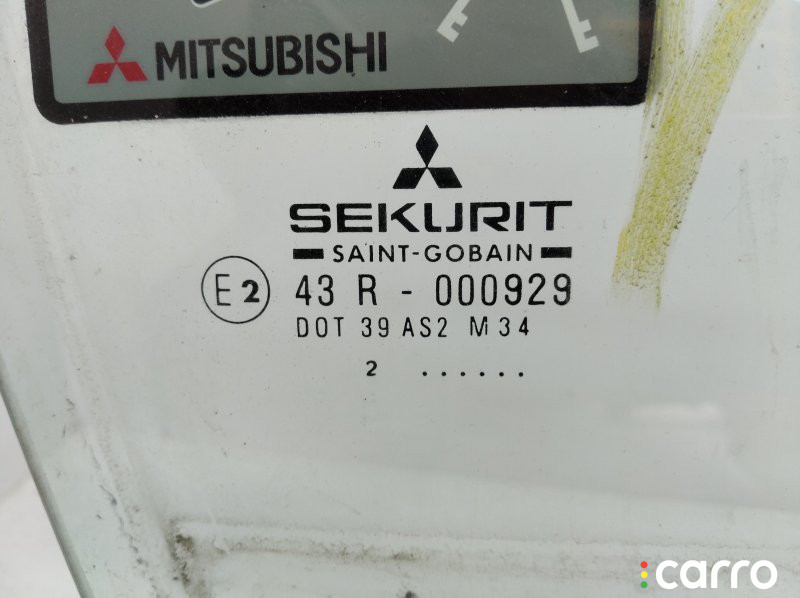 MITSUBISHI
SEKURIT
SAINT-GOBAIN
E2 43 R - 000929
DOT 39 AS2 M34
2 ......
carro